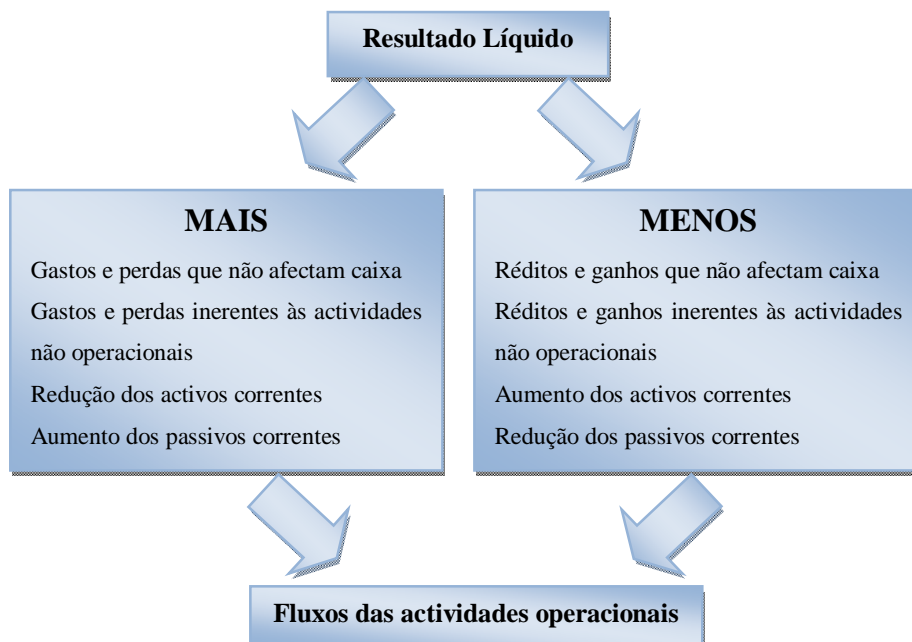 Resultado Líquido
MAIS
Gastos e perdas que não afectam caixa
Gastos e perdas inerentes às actividades
não operacionais
Redução dos activos correntes
Aumento dos passivos correntes
MENOS
Réditos e ganhos que não afectam caixa
Réditos e ganhos inerentes às actividades
não operacionais
Aumento dos activos correntes
Redução dos passivos correntes
Fluxos das actividades operacionais